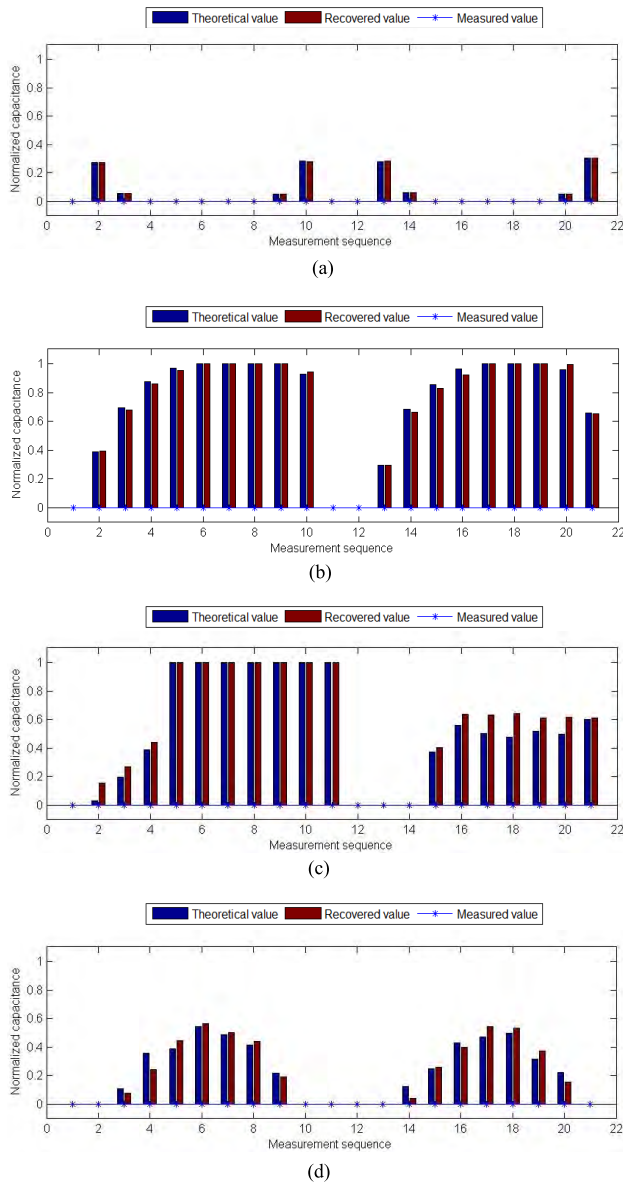 Theoretical value Recovered value Measured value
Normalized capacitance
1
0.8
0.6
0.4
0.2
0
0 2 4 6 8 10 12 14 16 18 20 22
Measurement sequence
(a)
Theoretical value Recovered value Measured value
Normalized capacitance
1
0.8
0.6
0.4
0.2
0
0 2 4 6 8 10 12 14 16 18 20 22
Measurement sequence
(b)
Theoretical value Recovered value Measured value
Normalized capacitance
1
0.8
0.6
0.4
0.2
0
0 2 4 6 8 10 12 14 16 18 20 22
Measurement sequence
(c)
Theoretical value Recovered value Measured value
Normalized capacitance
1
0.8
0.6
0.4
0.2
0
0 2 4 6 8 10 12 14 16 18 20 22
Measurement sequence
(d)